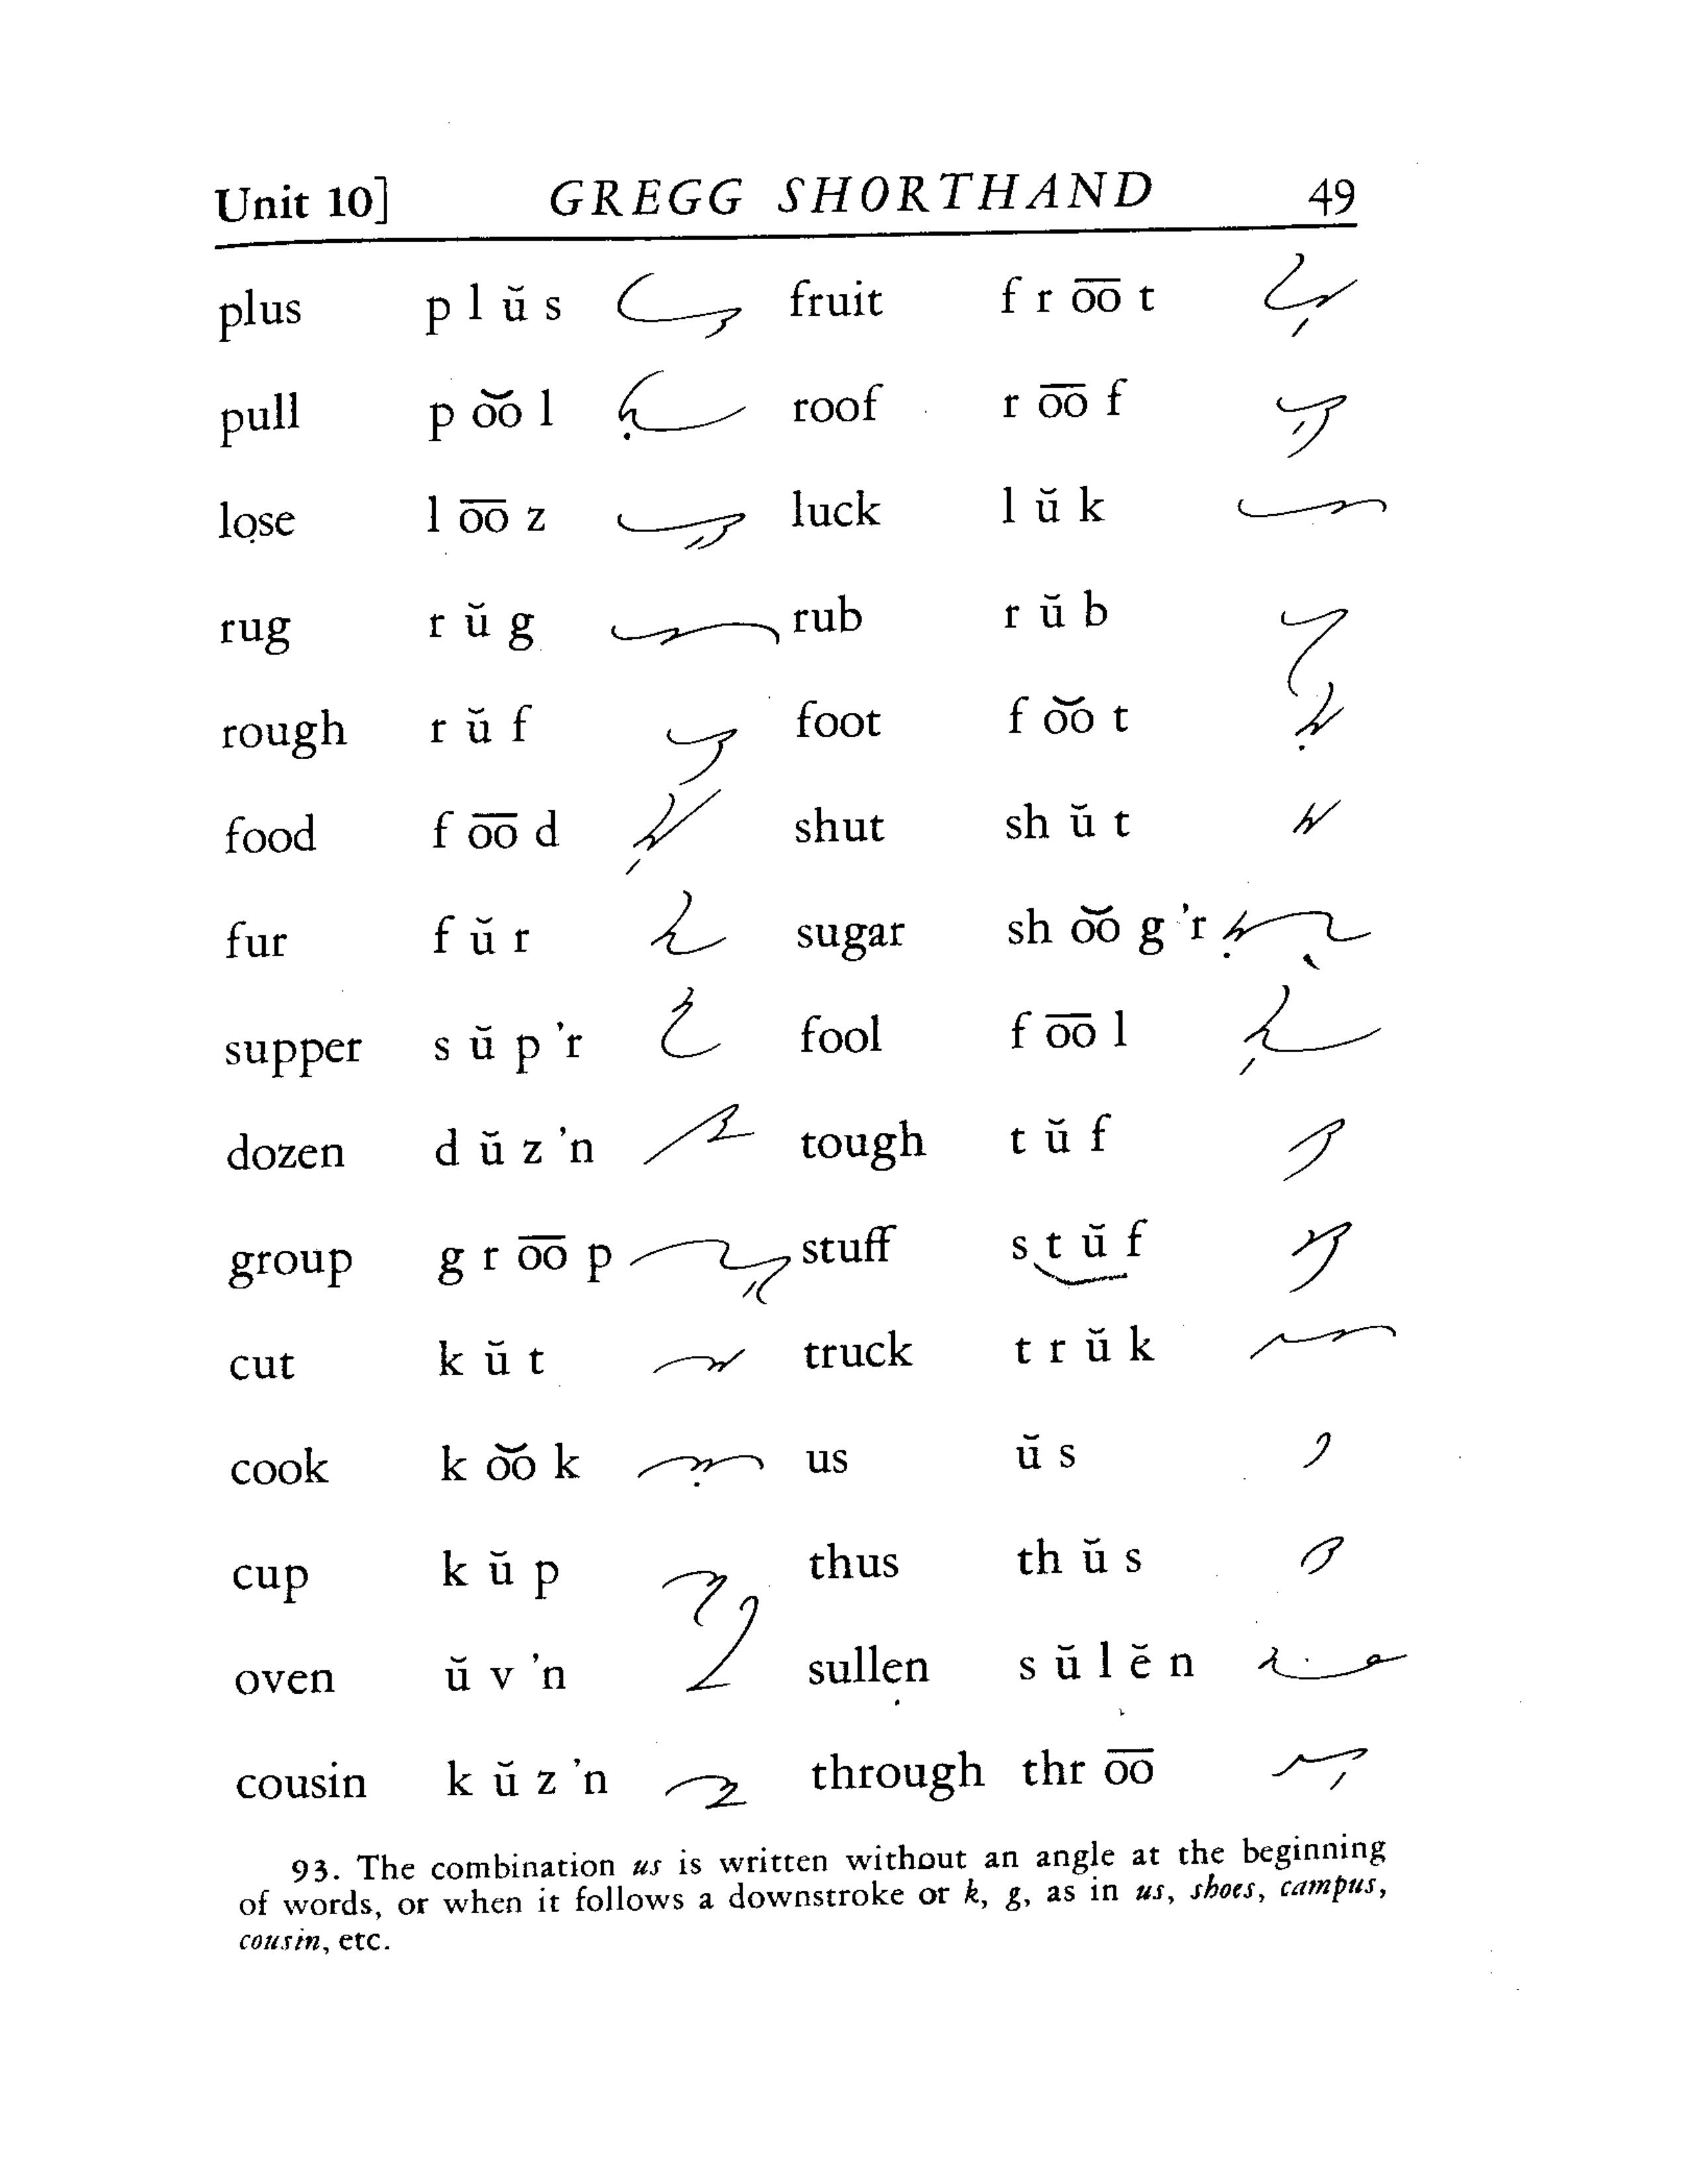 Unit 10] GREGG SHORTHAND 49
plus p l ŭ s fruit f r o͞o t
pull p o͝o l roof r o͞o f
lose l o͞o z luck l ŭ k
rug r ŭ g rub r ŭ b
rough r ŭ f foot f o͝o t
food f o͞o d shut sh ŭ t
fur f ŭ r sugar sh o͝o g 'r
supper s ŭ p 'r fool f o͞o l
dozen d ŭ z 'n tough t ŭ f
group g r o͞o p stuff s t ŭ f
cut k ŭ t truck t r ŭ k
cook k o͝o k us ŭ s
cup k ŭ p thus th ŭ s
oven ŭ v 'n sullen s ŭ l ĕ n
cousin k ŭ z 'n through thr o͞o
93. The combination us is written without an angle at the beginning
of words, or when it follows a downstroke or k, g, as in us, shoes, campus,
cousin, etc.